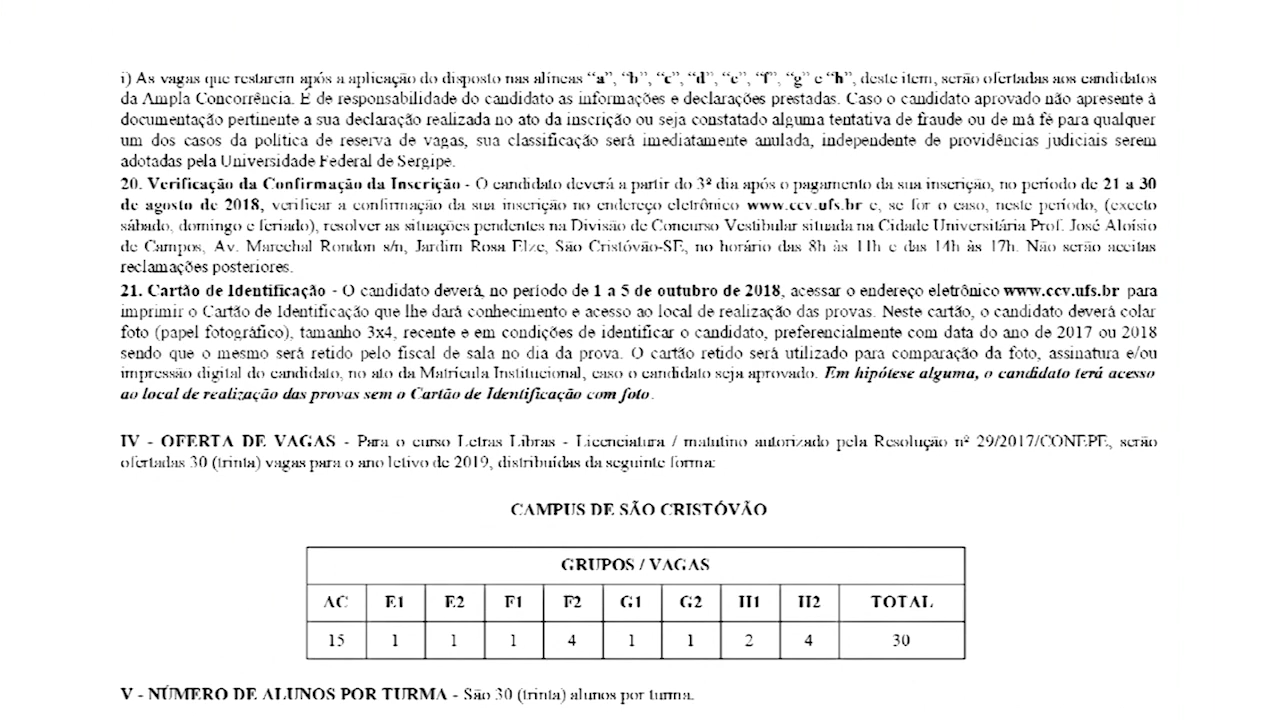 i) As vagas que restarem após a aplicação do disposto nas alíneas “a”, “b”, “c”, “d”, “e”, “f”, “g” e “h”, deste item, serão ofertadas aos candidatos
da Ampla Concorrência. É de responsabilidade do candidato as informações e declarações prestadas. Caso o candidato aprovado não apresente à
documentação pertinente a sua declaração realizada no ato da inscrição ou seja constatado alguma tentativa de fraude ou de má fé para qualquer
um dos casos da política de reserva de vagas, sua classificação será imediatamente anulada, independente de providências judiciais serem
adotadas pela Universidade Federal de Sergipe.
20. Verificação da Confirmação da Inscrição - O candidato deverá a partir do 3º dia após o pagamento da sua inscrição, no período de 21 a 30
de agosto de 2018, verificar a confirmação da sua inscrição no endereço eletrônico www.ccv.ufs.br e, se for o caso, neste período, (exceto
sábado, domingo e feriado), resolver as situações pendentes na Divisão de Concurso Vestibular situada na Cidade Universitária Prof. José Aloísio
de Campos, Av. Marechal Rondon s/n, Jardim Rosa Elze, São Cristóvão-SE, no horário das 8h às 11h e das 14h às 17h. Não serão aceitas
reclamações posteriores.
21. Cartão de Identificação - O candidato deverá, no período de 1 a 5 de outubro de 2018, acessar o endereço eletrônico www.ccv.ufs.br para
imprimir o Cartão de Identificação que lhe dará conhecimento e acesso ao local de realização das provas. Neste cartão, o candidato deverá colar
foto (papel fotográfico), tamanho 3x4, recente e em condições de identificar o candidato, preferencialmente com data do ano de 2017 ou 2018
sendo que o mesmo será retido pelo fiscal de sala no dia da prova. O cartão retido será utilizado para comparação da foto, assinatura e/ou
impressão digital do candidato, no ato da Matrícula Institucional, caso o candidato seja aprovado. Em hipótese alguma, o candidato terá acesso
ao local de realização das provas sem o Cartão de Identificação com foto.
IV - OFERTA DE VAGAS - Para o curso Letras Libras - Licenciatura / matutino autorizado pela Resolução nº 29/2017/CONEPE, serão
ofertadas 30 (trinta) vagas para o ano letivo de 2019, distribuídas da seguinte forma:
CAMPUS DE SÃO CRISTÓVÃO
GRUPOS / VAGAS
AC E1 E2 F1 F2 G1 G2 H1 H2 TOTAL
15 1 1 1 4 1 1 2 4 30
V - NÚMERO DE ALUNOS POR TURMA - São 30 (trinta) alunos por turma.